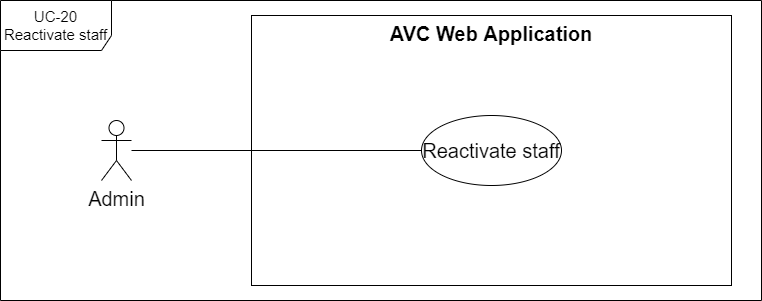 UC-20
Reactivate staff
AVC Web Application
Reactivate staff
Admin